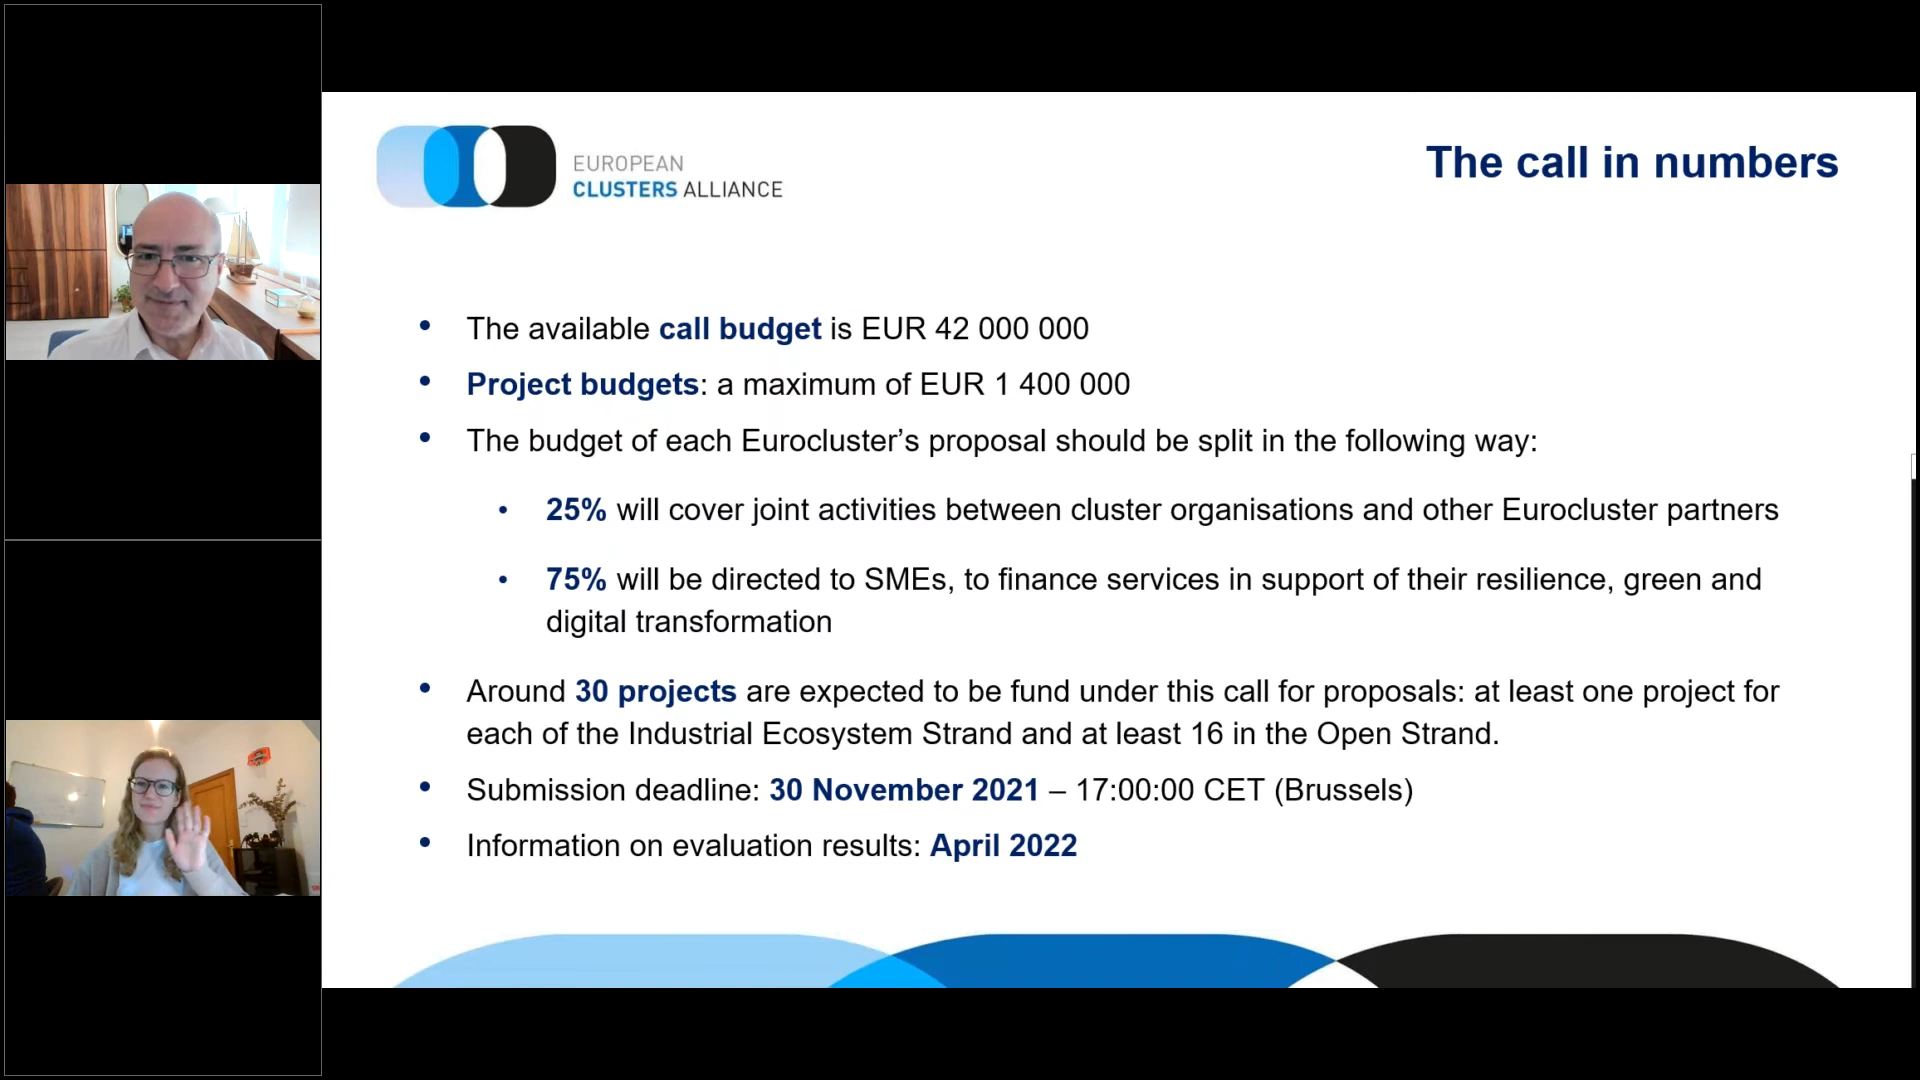 EUROPEAN
CLUSTERS ALLIANCE
The call in numbers
• The available call budget is EUR 42 000 000
• Project budgets: a maximum of EUR 1 400 000
• The budget of each Eurocluster’s proposal should be split in the following way:
• 25% will cover joint activities between cluster organisations and other Eurocluster partners
• 75% will be directed to SMEs, to finance services in support of their resilience, green and
digital transformation
• Around 30 projects are expected to be fund under this call for proposals: at least one project for
each of the Industrial Ecosystem Strand and at least 16 in the Open Strand.
• Submission deadline: 30 November 2021 – 17:00:00 CET (Brussels)
• Information on evaluation results: April 2022